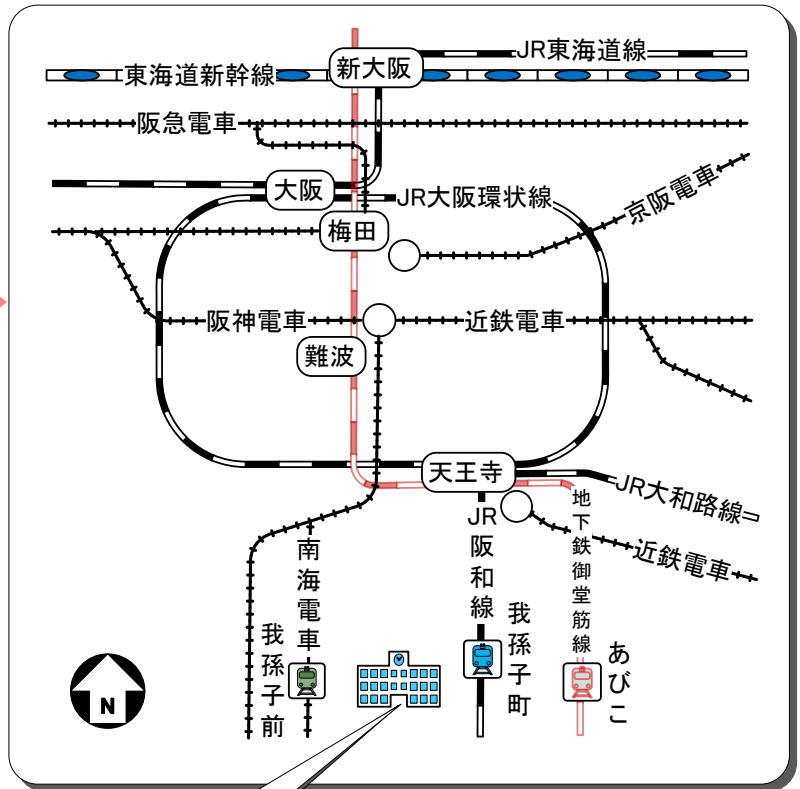 JR東海道線
東海道新幹線
新大阪
阪急電車
大阪
JR大阪環状線
京阪電車
梅田
阪神電車
近鉄電車
難波
天王寺
JR大和路線
JR阪和線
地下鉄御堂筋線
近鉄電車
南海電車
我孫子前
我孫子町
あびこ
N